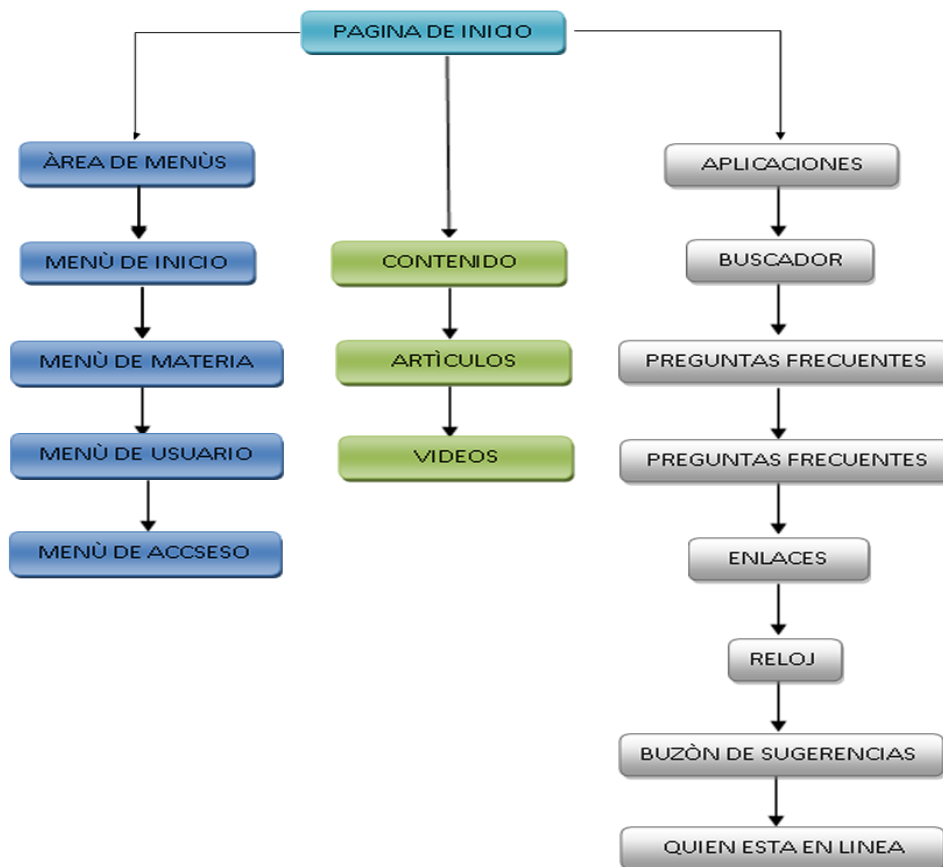 PAGINA DE INICIO
ÀREA DE MENÙS
MENÙ DE INICIO
MENÙ DE MATERIA
MENÙ DE USUARIO
MENÙ DE ACCSESO
CONTENIDO
ARTÌCULOS
VIDEOS
APLICACIONES
BUSCADOR
PREGUNTAS FRECUENTES
PREGUNTAS FRECUENTES
ENLACES
RELOJ
BUZÒN DE SUGERENCIAS
QUIEN ESTA EN LINEA